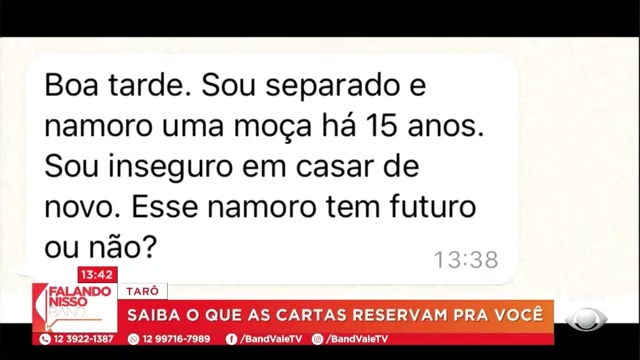 Boa tarde. Sou separado e
namoro uma moça há 15 anos.
Sou inseguro em casar de
novo. Esse namoro tem futuro
ou não?
13:38
13:42
FALANDO
NISSO
BAND
TARÔ
SAIBA O QUE AS CARTAS RESERVAM PRA VOCÊ
12 3922-1387
12 99716-7989
/BandValeTV
@BandValeTV